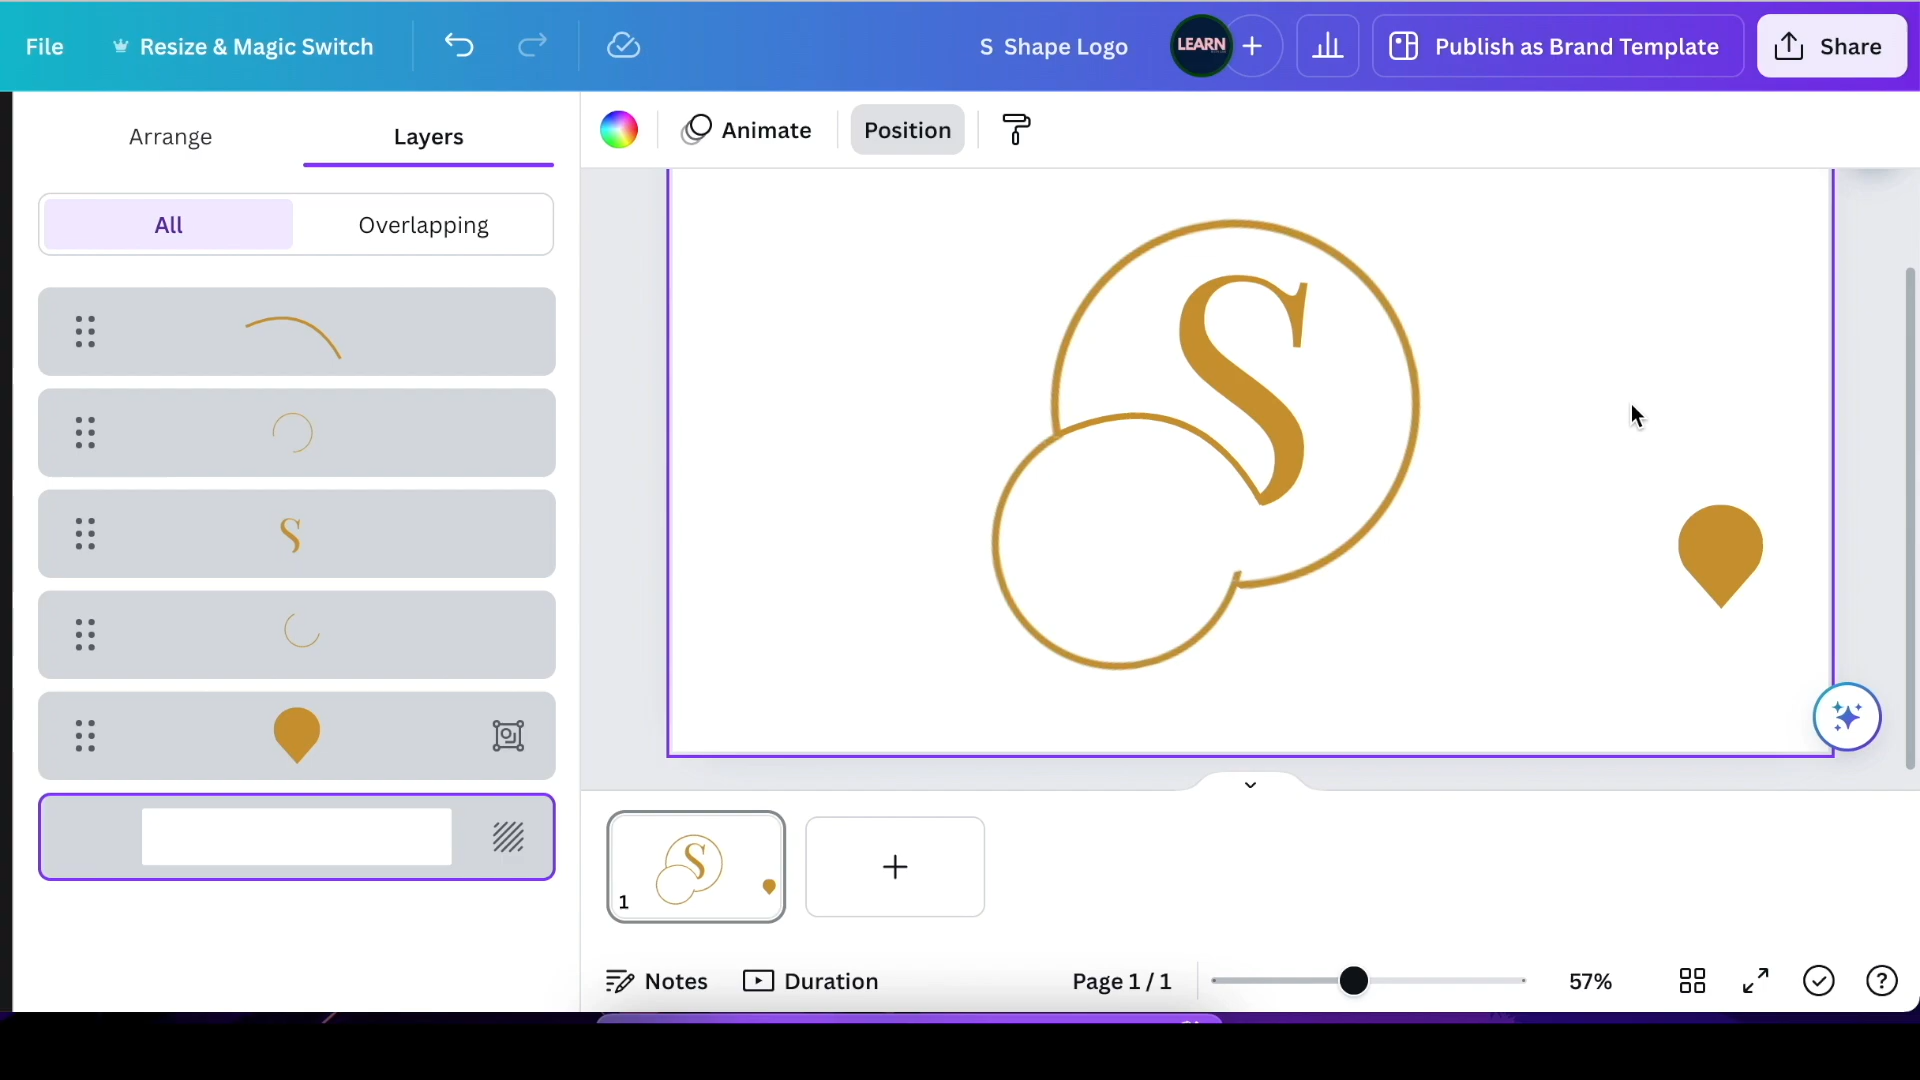 File
Resize & Magic Switch
S Shape Logo
LEARN
Publish as Brand Template
Share
Arrange
Layers
Animate
Position
All
Overlapping
S
S
S
1
Notes
Duration
Page 1 / 1
57%